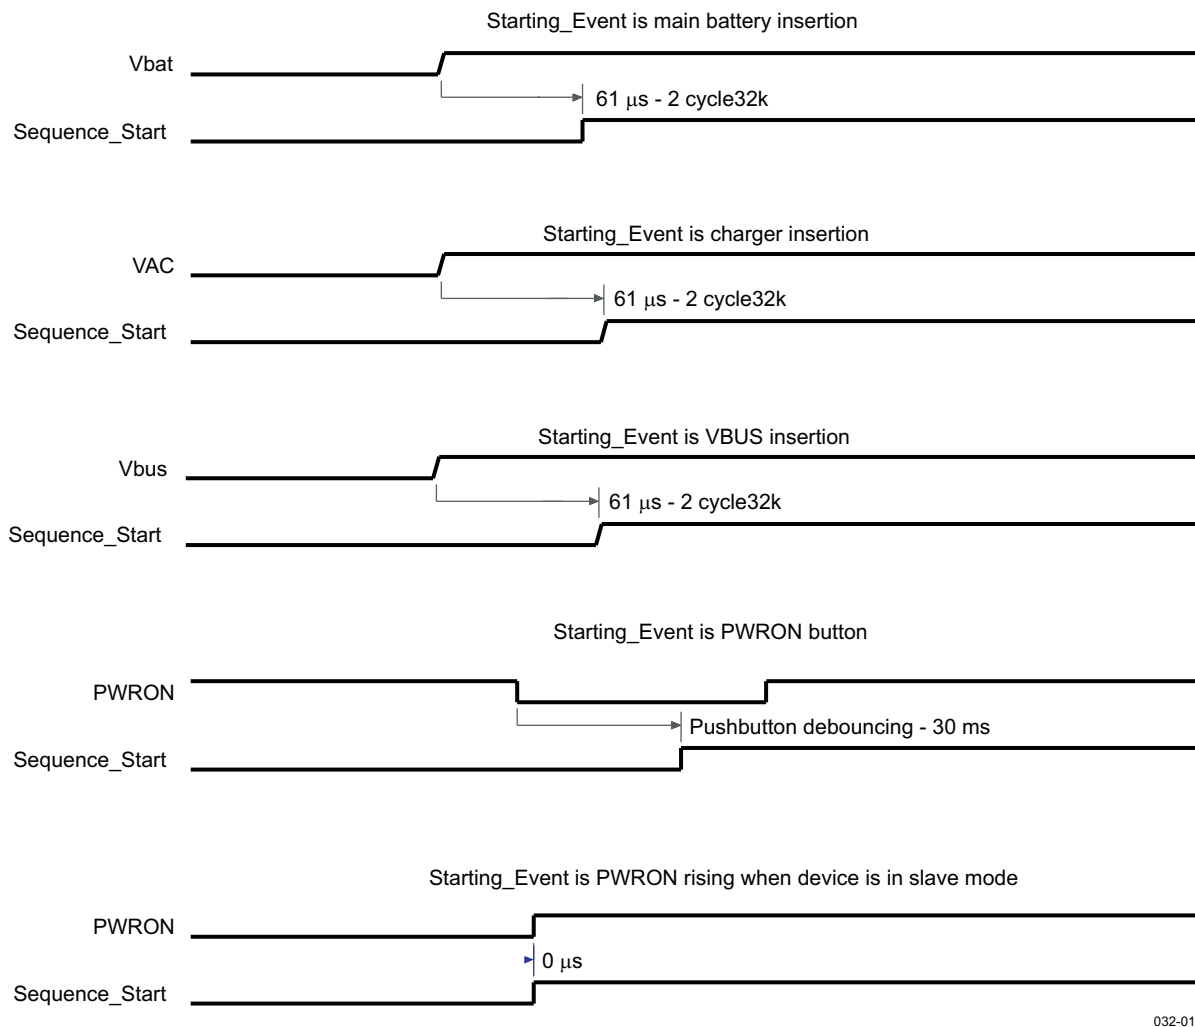 Starting_Event is main battery insertion
Vbat
61 μs - 2 cycle32k
Sequence_Start
Starting_Event is charger insertion
VAC
61 μs - 2 cycle32k
Sequence_Start
Starting_Event is VBUS insertion
Vbus
61 μs - 2 cycle32k
Sequence_Start
Starting_Event is PWRON button
PWRON
Pushbutton debouncing - 30 ms
Sequence_Start
Starting_Event is PWRON rising when device is in slave mode
PWRON
0 μs
Sequence_Start
032-01